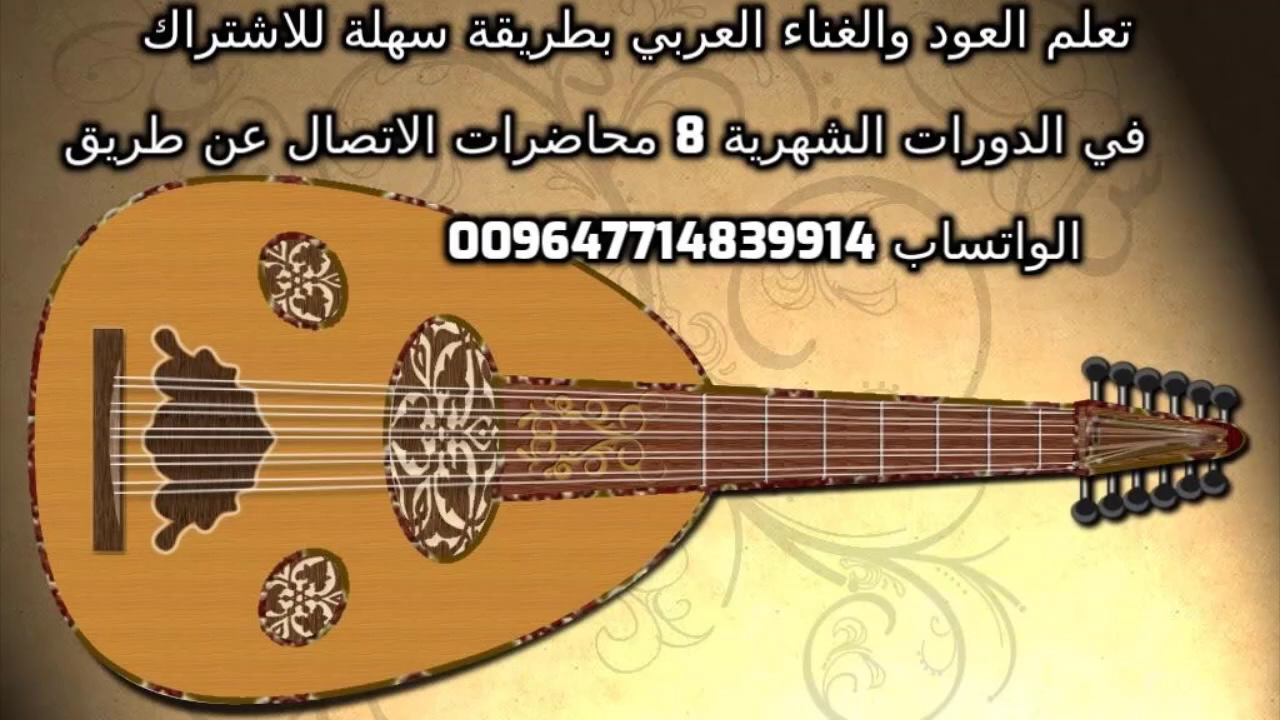 تعلم العود والغناء العربي بطريقة سهلة للاشتراك
في الدورات الشهرية 8 محاضرات الاتصال عن طريق
الواتساب 009647714839914